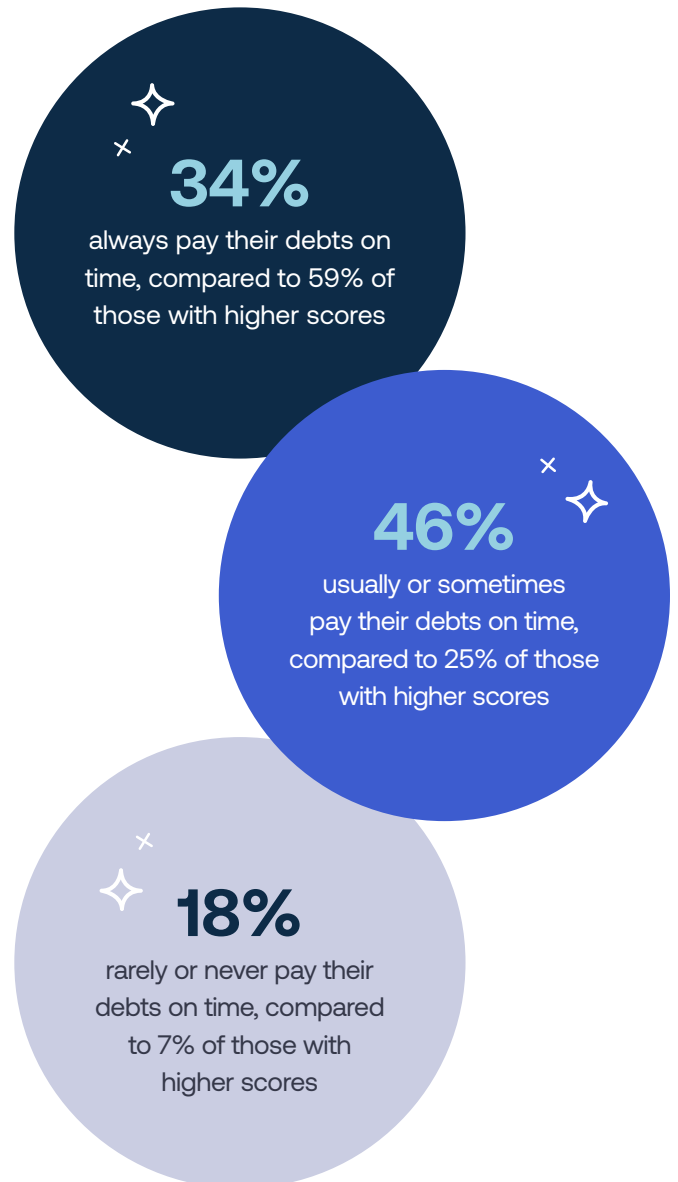 34%
always pay their debts on
time, compared to 59% of
those with higher scores
46%
usually or sometimes
pay their debts on time,
compared to 25% of those
with higher scores
18%
rarely or never pay their
debts on time, compared
to 7% of those with
higher scores